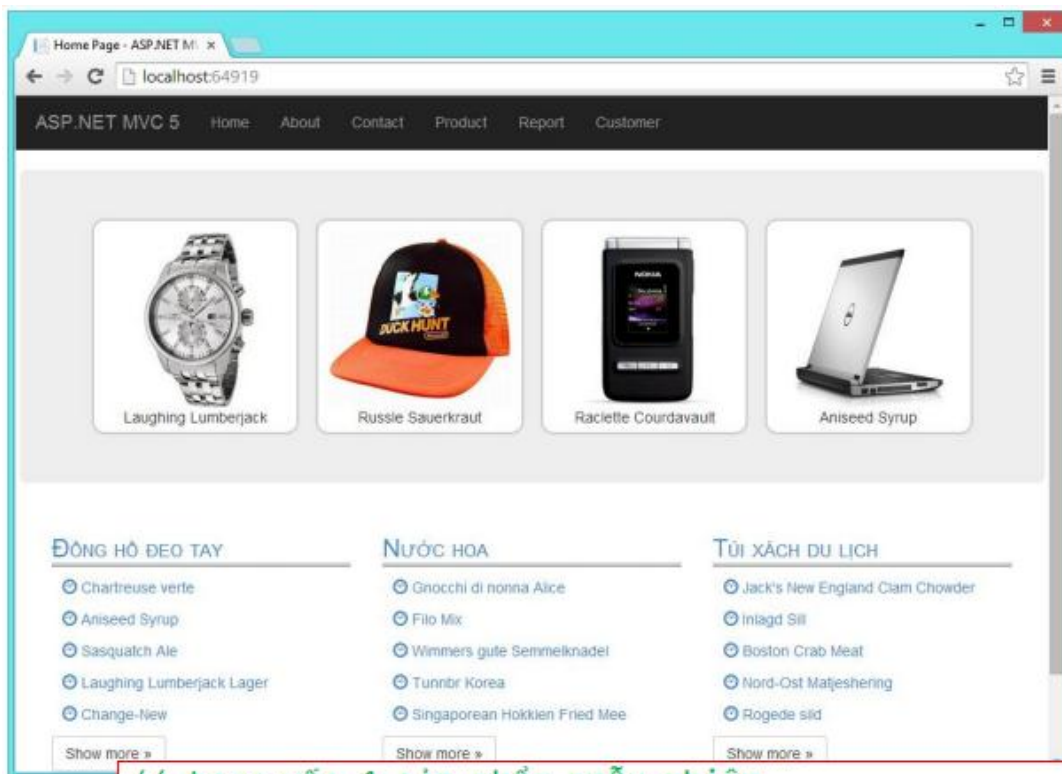 Home Page - ASP.NET M
localhost:64919
ASP.NET MVC 5 Home About Contact Product Report Customer
NOKIA
DUCK HUNT
Laughing Lumberjack
Russle Sauerkraut
Raclette Courdavault
Aniseed Syrup
ĐỒNG HỒ ĐEO TAY
Chartreuse verte
Aniseed Syrup
Sasquatch Ale
Laughing Lumberjack Lager
Change-New
Show more »
NƯỚC HOA
Gnocchi di nonna Alice
Filo Mix
Wimmers gute Semmelknadel
Tunnbr Korea
Singaporean Hokkien Fried Mee
Show more »
TÚI XÁCH DU LỊCH
Jack's New England Clam Chowder
Inlagd Sill
Boston Crab Meat
Nord-Ost Matjeshering
Rogede sild
Show more »